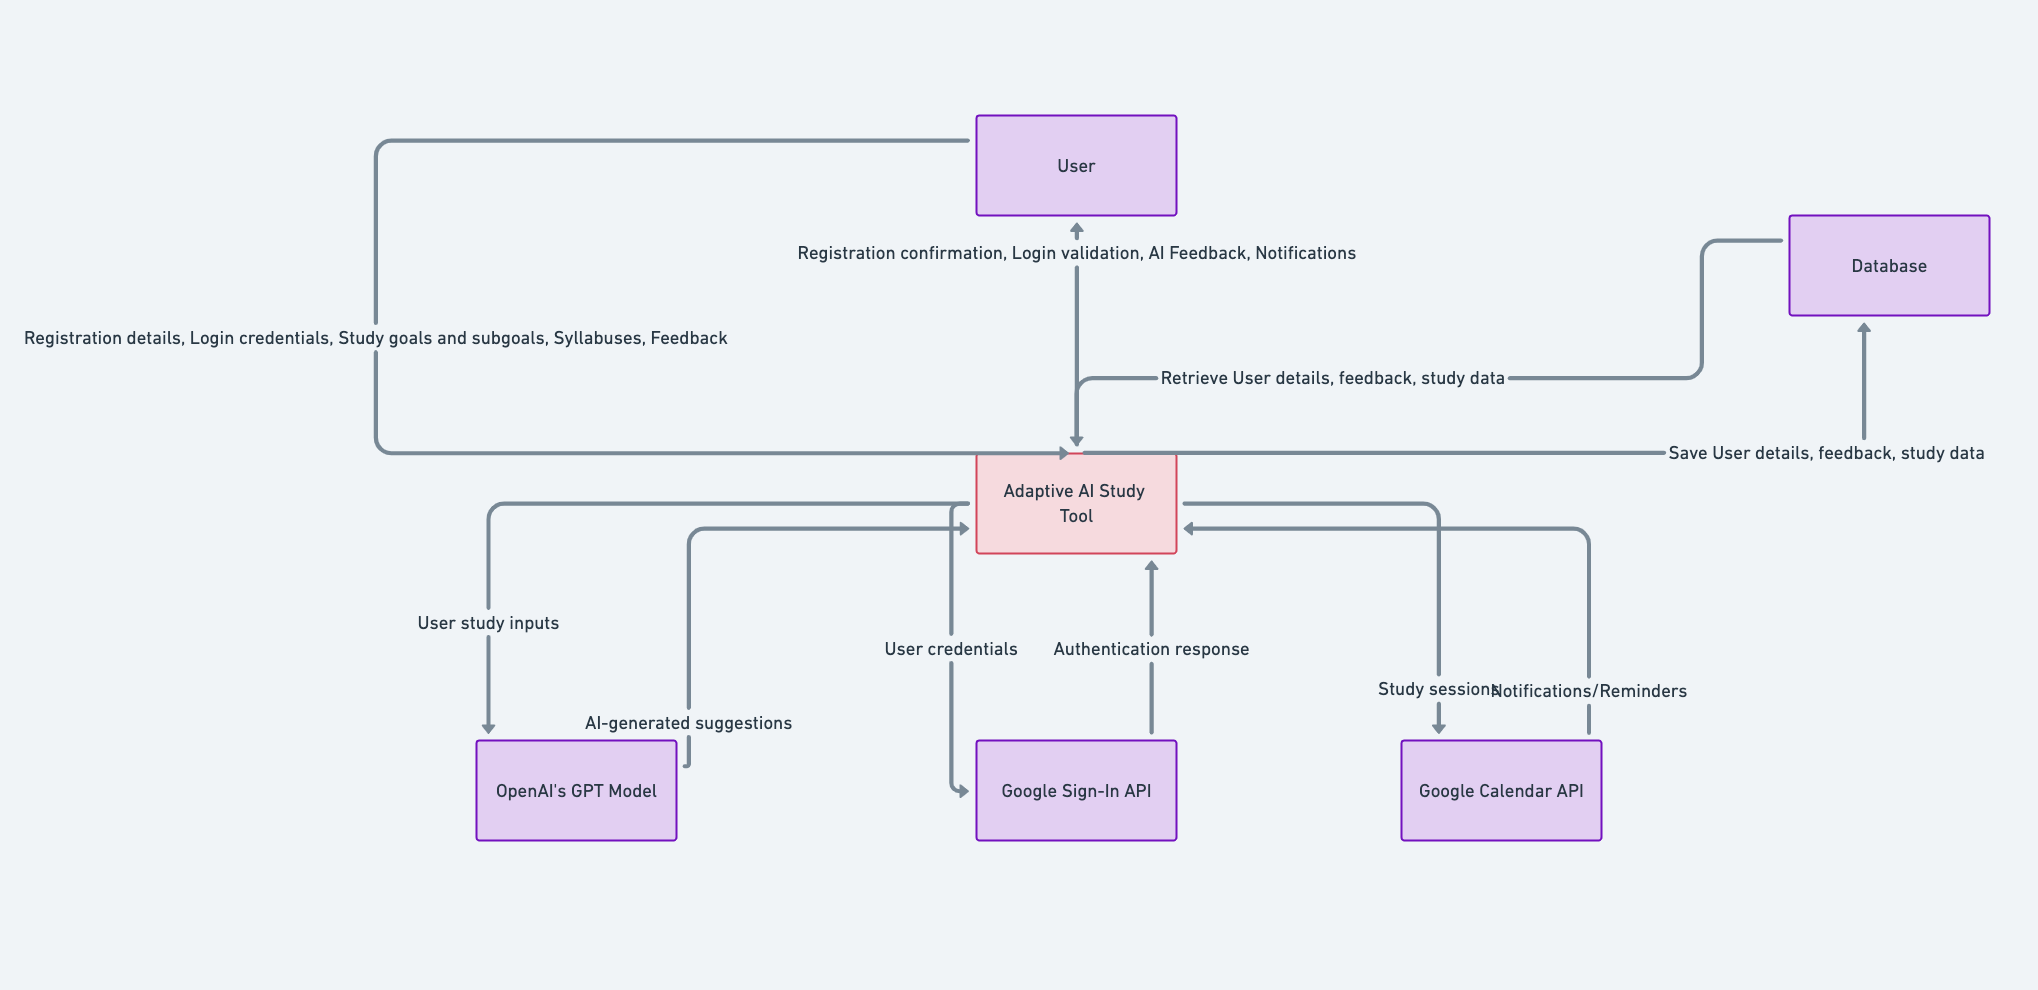 User
Registration confirmation, Login validation, AI Feedback, Notifications
Database
Registration details, Login credentials, Study goals and subgoals, Syllabuses, Feedback
Retrieve User details, feedback, study data
Save User details, feedback, study data
Adaptive AI Study
Tool
User study inputs
User credentials
Authentication response
Study sessions
Notifications/Reminders
AI-generated suggestions
OpenAI's GPT Model
Google Sign-In API
Google Calendar API